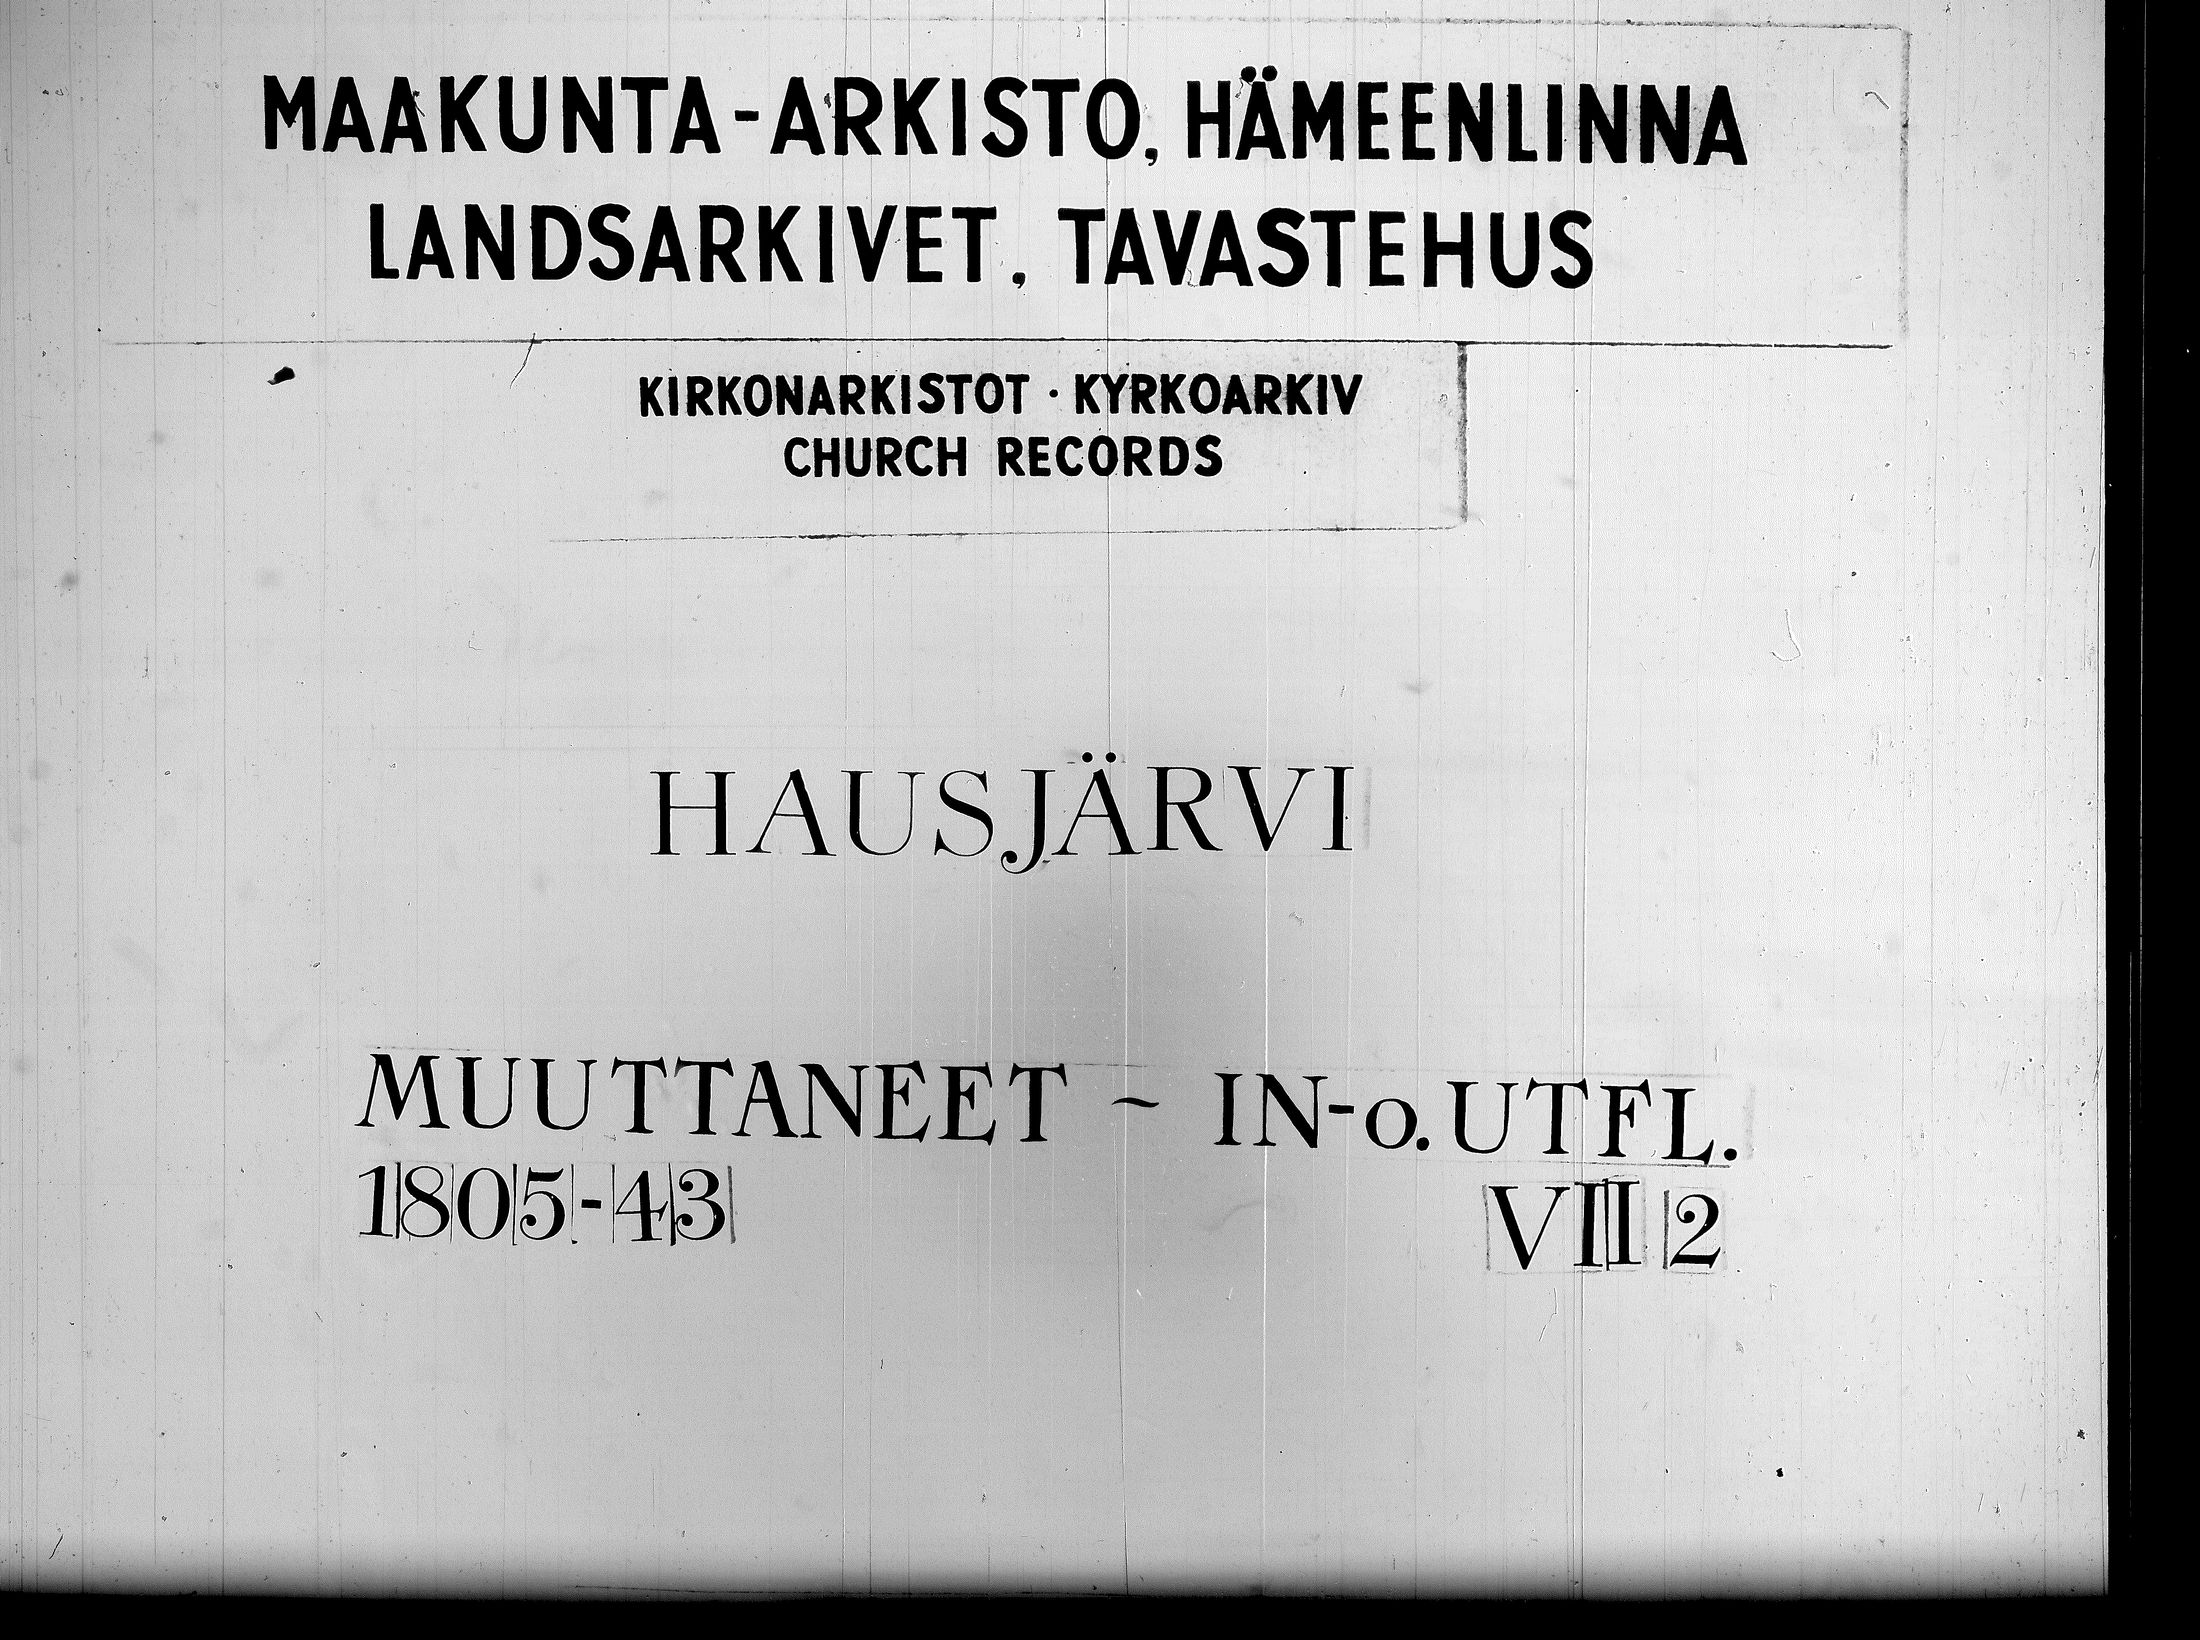 MAAKUNTA-ARKISTO, HÄMEENLINNA
LANDSARKIVET, TAVASTEHUS
KIRKONARKISTOT · KYRKOARKIV
CHURCH RECORDS
HAUSJÄRVI
MUUTTANEET ~ IN-o. UTFL.
1805-43 VII 2